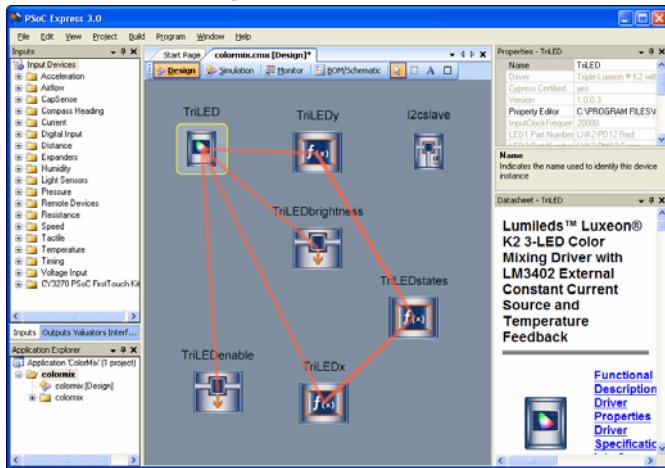 PSoC Express 3.0
File Edit View Project Build Program Window Help
Inputs
Input Devices
Acceleration
Airflow
CapSense
Compass Heading
Current
Digital Input
Distance
Expanders
Humidity
Light Sensors
Pressure
Remote Devices
Resistance
Speed
Tactile
Temperature
Timing
Voltage Input
CY3270 PSoC FirstTouch Kit
Inputs Outputs Valuators Interf...
Application Explorer
Application 'ColorMix' (1 project)
colormix
colormix [Design]
colormix
Start Page colormix.cmx [Design]*
Design Simulation Monitor BOM/Schematic A
TriLED
TriLEDy
I2cslave
f(x)
TriLEDbrightness
TriLEDstates
f(x)
TriLEDenable
TriLEDx
f(x)
Properties - TriLED
Name TriLED
Driver Triple Luxeon ® K2 with
Cypress Certified yes
Version 1.0.0.3
Property Editor C:\PROGRAM FILES\
InputClockFrequer 20000
LED1 Part Number LXK2-PD12 Red
Name
Indicates the name used to identify this device
instance
Datasheet - TriLED
Lumileds™ Luxeon®
K2 3-LED Color
Mixing Driver with
LM3402 External
Constant Current
Source and
Temperature
Feedback
Functional
Description
Driver
Properties
Driver
Specificatio